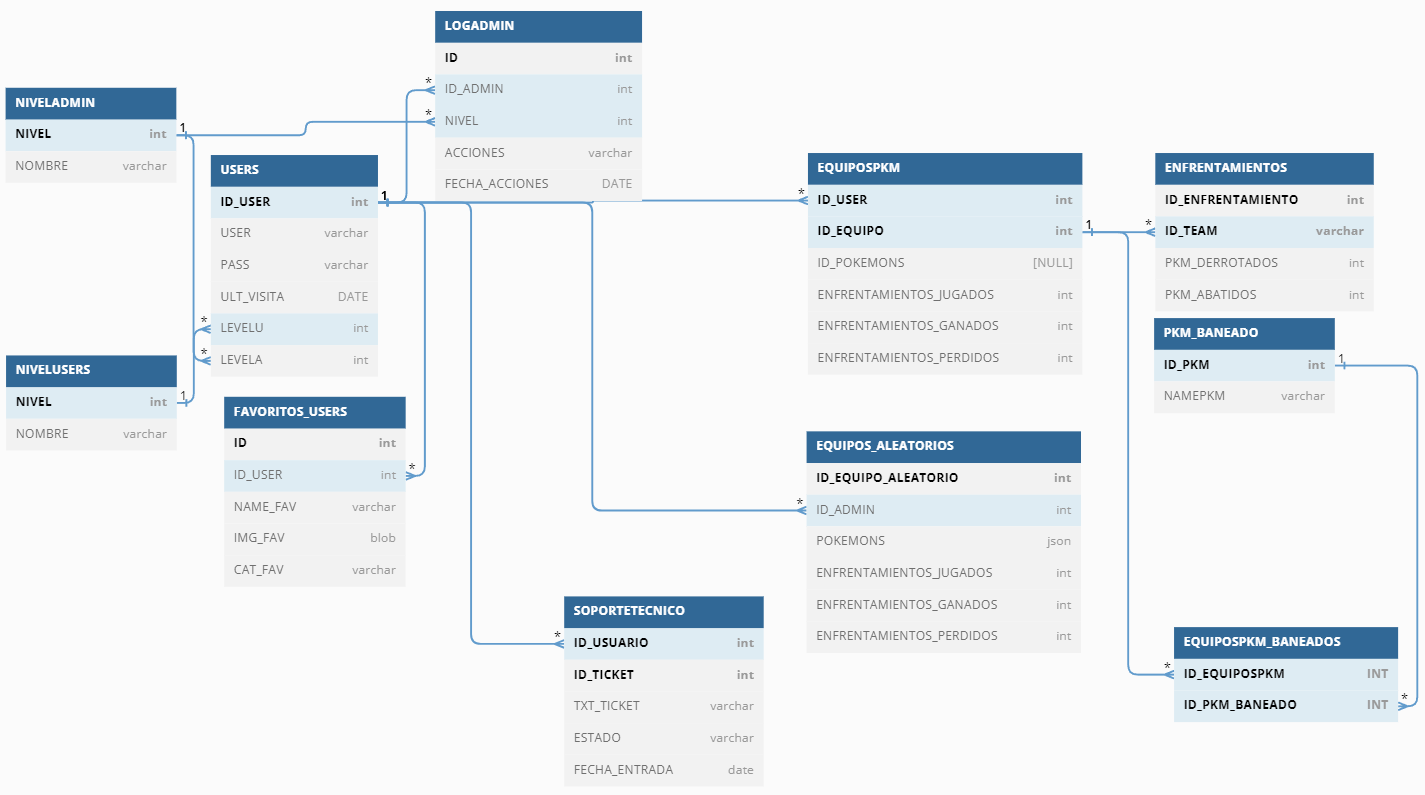 LOGADMIN
ID int
* ID_ADMIN int
* NIVEL int
ACCIONES varchar
FECHA_ACCIONES DATE
NIVELADMIN
NIVEL int 1
NOMBRE varchar
USERS
ID_USER int 1
USER varchar
PASS varchar
ULT_VISITA DATE
* LEVELU int
* LEVELA int
NIVELUSERS
NIVEL int 1
NOMBRE varchar
FAVORITOS_USERS
ID int
ID_USER int *
NAME_FAV varchar
IMG_FAV blob
CAT_FAV varchar
SOPORTETECNICO
* ID_USUARIO int
ID_TICKET int
TXT_TICKET varchar
ESTADO varchar
FECHA_ENTRADA date
EQUIPOSPKM
* ID_USER int
ID_EQUIPO int 1
ID_POKEMONS [NULL]
ENFRENTAMIENTOS_JUGADOS int
ENFRENTAMIENTOS_GANADOS int
ENFRENTAMIENTOS_PERDIDOS int
EQUIPOS_ALEATORIOS
ID_EQUIPO_ALEATORIO int
* ID_ADMIN int
POKEMONS json
ENFRENTAMIENTOS_JUGADOS int
ENFRENTAMIENTOS_GANADOS int
ENFRENTAMIENTOS_PERDIDOS int
ENFRENTAMIENTOS
ID_ENFRENTAMIENTO int
* ID_TEAM varchar
PKM_DERROTADOS int
PKM_ABATIDOS int
PKM_BANEADO
ID_PKM int 1
NAMEPKM varchar
EQUIPOSPKM_BANEADOS
* ID_EQUIPOSPKM INT
ID_PKM_BANEADO INT *